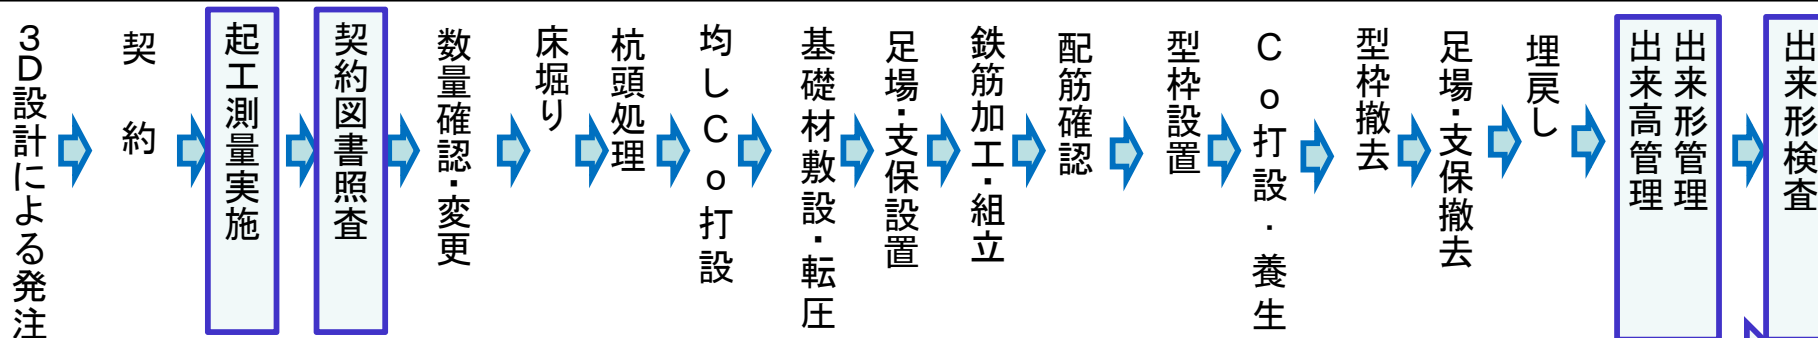 ３Ｄ設計による発注
契約
起工測量実施
契約図書照査
数量確認・変更
床堀り
杭頭処理
均しＣｏ打設
基礎材敷設・転圧
足場・支保設置
鉄筋加工・組立
配筋確認
型枠設置
Ｃｏ打設・養生
型枠撤去
足場・支保撤去
埋戻し
出来形管理
出来高管理
出来形検査